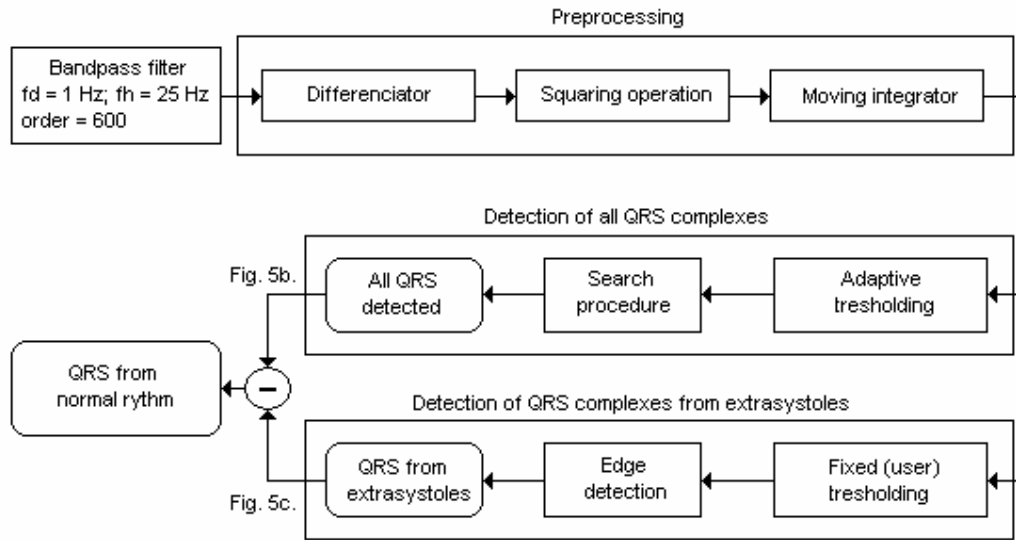 Preprocessing
Bandpass filter
fd = 1 Hz; fh = 25 Hz
order = 600
Differenciator
Squaring operation
Moving integrator
Detection of all QRS complexes
Fig. 5b.
All QRS
detected
Search
procedure
Adaptive
tresholding
QRS from
normal rythm
–
Detection of QRS complexes from extrasystoles
Fig. 5c.
QRS from
extrasystoles
Edge
detection
Fixed (user)
tresholding